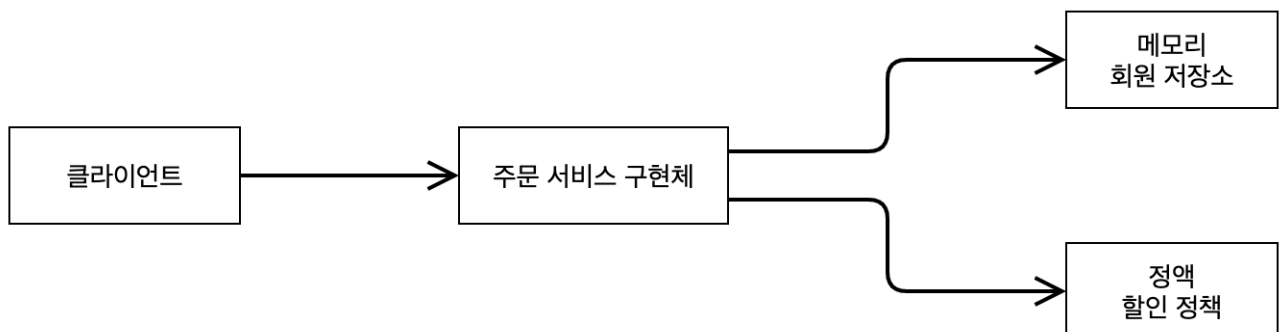 클라이언트
주문 서비스 구현체
메모리
회원 저장소
정액
할인 정책